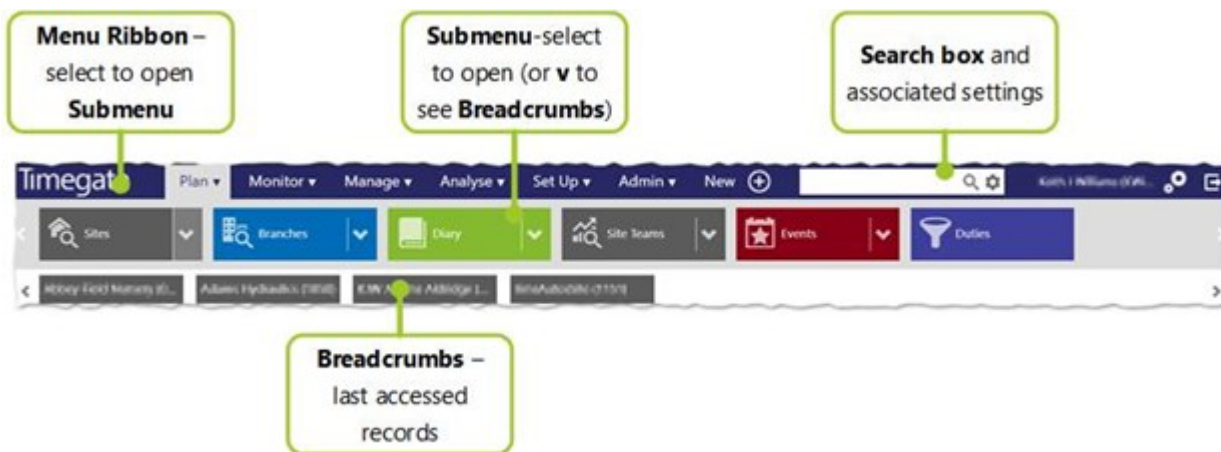 Menu Ribbon –
select to open
Submenu
Submenu-select
to open (or v to
see Breadcrumbs)
Search box and
associated settings
Timegate Plan Monitor Manage Analyse Set Up Admin New
Sites Branches Diary Site Teams Events Duties
Breadcrumbs –
last accessed
records